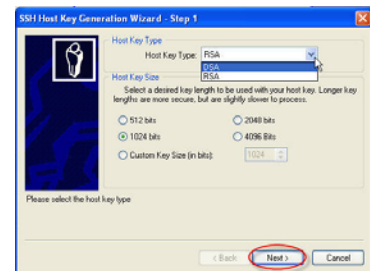 SSH Host Key Generation Wizard - Step 1
Host Key Type
Host Key Type: RSA
DSA
RSA
Host Key Size
Select a desired key length to be used with your host key. Longer key
lengths are more secure, but are slightly slower to process.
512 bits
2048 bits
1024 bits
4096 Bits
Custom Key Size (in bits):
1024
Please select the host key type
< Back
Next >
Cancel